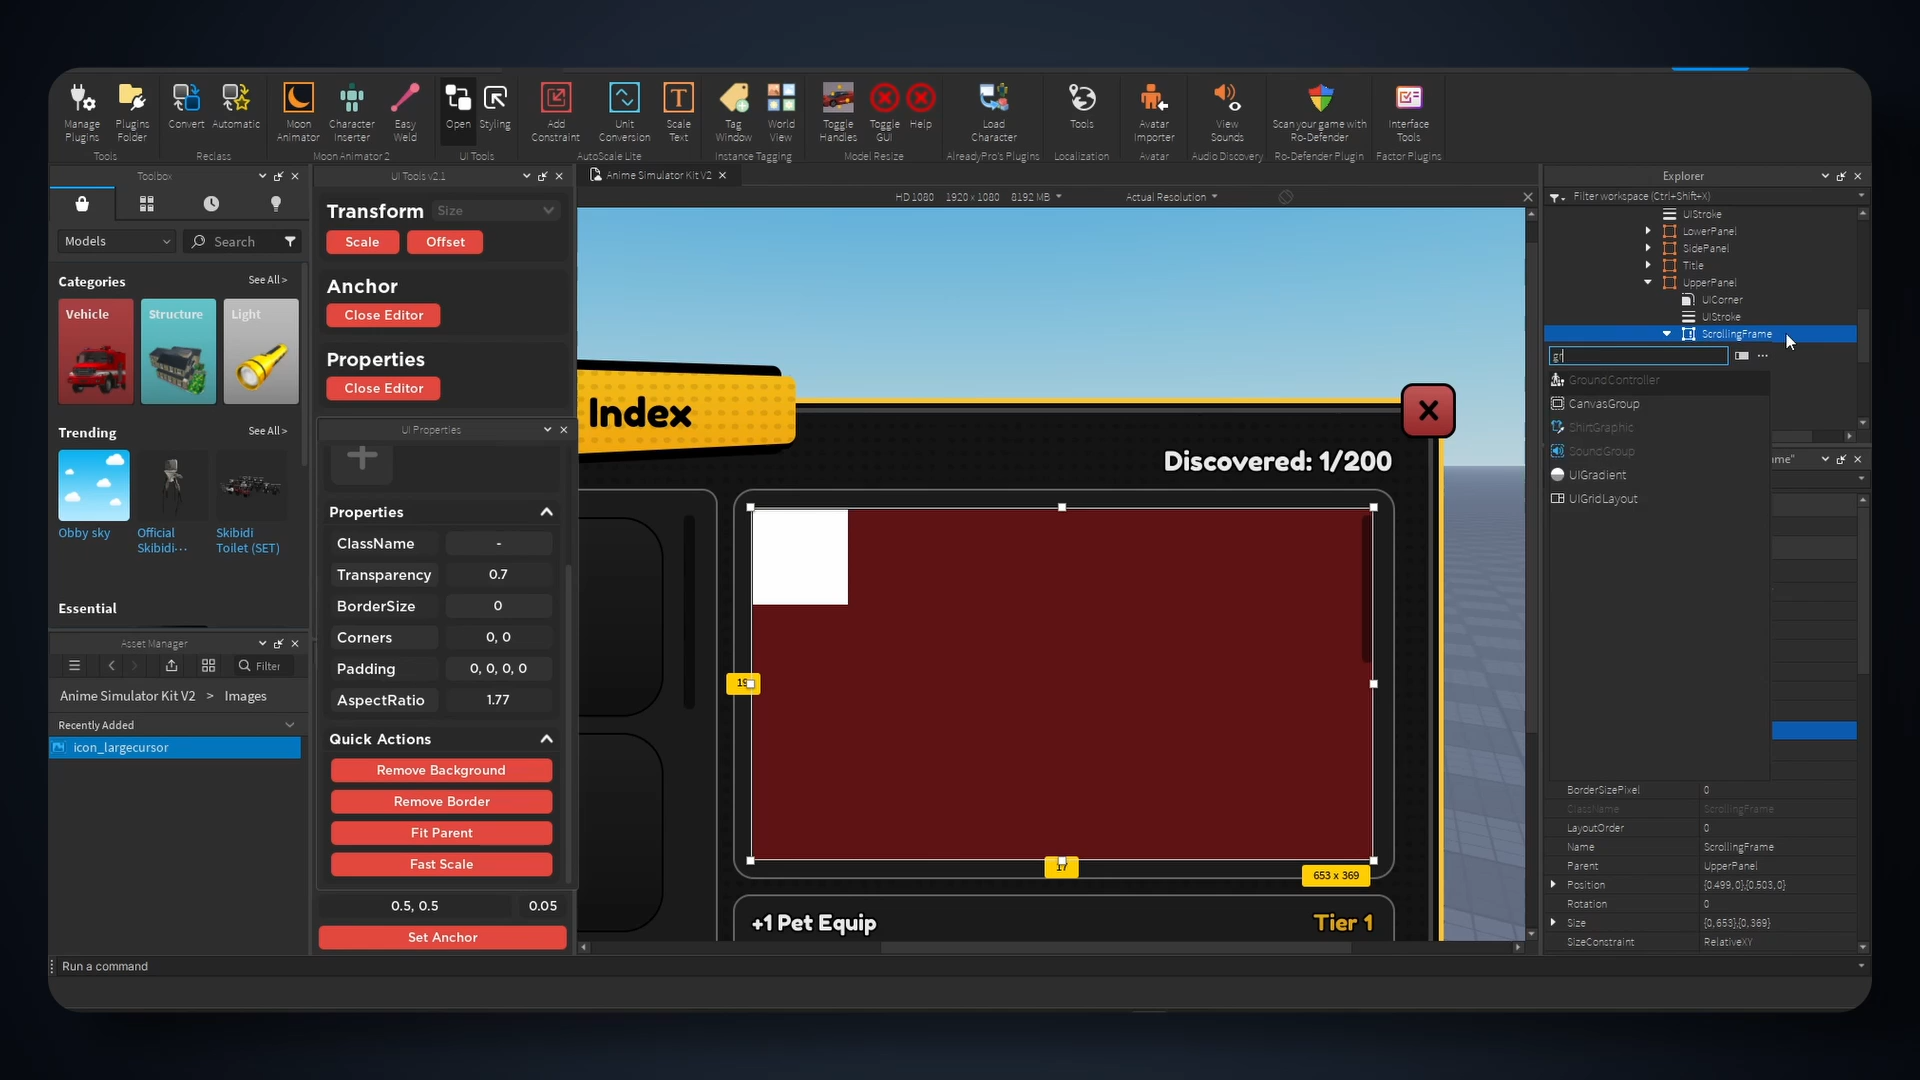 Manage
Plugins
Plugins
Folder
Convert
Automatic
Moon
Animator
Character
Inserter
Easy
Weld
Open
Styling
Add
Constraint
Unit
Conversion
Scale
Text
Tag
Window
World
View
Toggle
Handles
Toggle
GUI
Help
Load
Character
Tools
Avatar
Importer
View
Sounds
Scan your game with
Ro-Defender
Interface
Tools
Tools
Reclass
Moon Animator 2
UI Tools
AutoScale Lite
Instance Tagging
Model Resize
AlreadyPro's Plugins
Localization
Avatar
Audio Discovery
Ro-Defender Plugin
Factor Plugins
Toolbox
Models
Search
Categories
See All >
Vehicle
Structure
Light
Trending
See All >
Obby sky
Official
Skibidi···
Skibidi
Toilet (SET)
Essential
Asset Manager
Filter
Anime Simulator Kit V2 > Images
Recently Added
icon_largecursor
UI Tools v2.1
Transform
Size
Scale
Offset
Anchor
Close Editor
Properties
Close Editor
UI Properties
Properties
ClassName -
Transparency 0.7
BorderSize 0
Corners 0, 0
Padding 0, 0, 0, 0
AspectRatio 1.77
Quick Actions
Remove Background
Remove Border
Fit Parent
Fast Scale
0.5, 0.5 0.05
Set Anchor
Anime Simulator Kit V2
HD 1080 1920 x 1080 8192 MB
Actual Resolution
Index
X
Discovered: 1/200
17
653 x 369
+1 Pet Equip
Tier 1
Explorer
Filter workspace (Ctrl+Shift+X)
UIStroke
LowerPanel
SidePanel
Title
UpperPanel
UICorner
UIStroke
ScrollingFrame
gr
GroundController
CanvasGroup
ShirtGraphic
SoundGroup
UIGradient
UIGridLayout
me"
BorderSizePixel 0
ClassName ScrollingFrame
LayoutOrder 0
Name ScrollingFrame
Parent UpperPanel
Position {0.499, 0},{0.503, 0}
Rotation 0
Size {0, 653},{0, 369}
SizeConstraint RelativeXY
Run a command